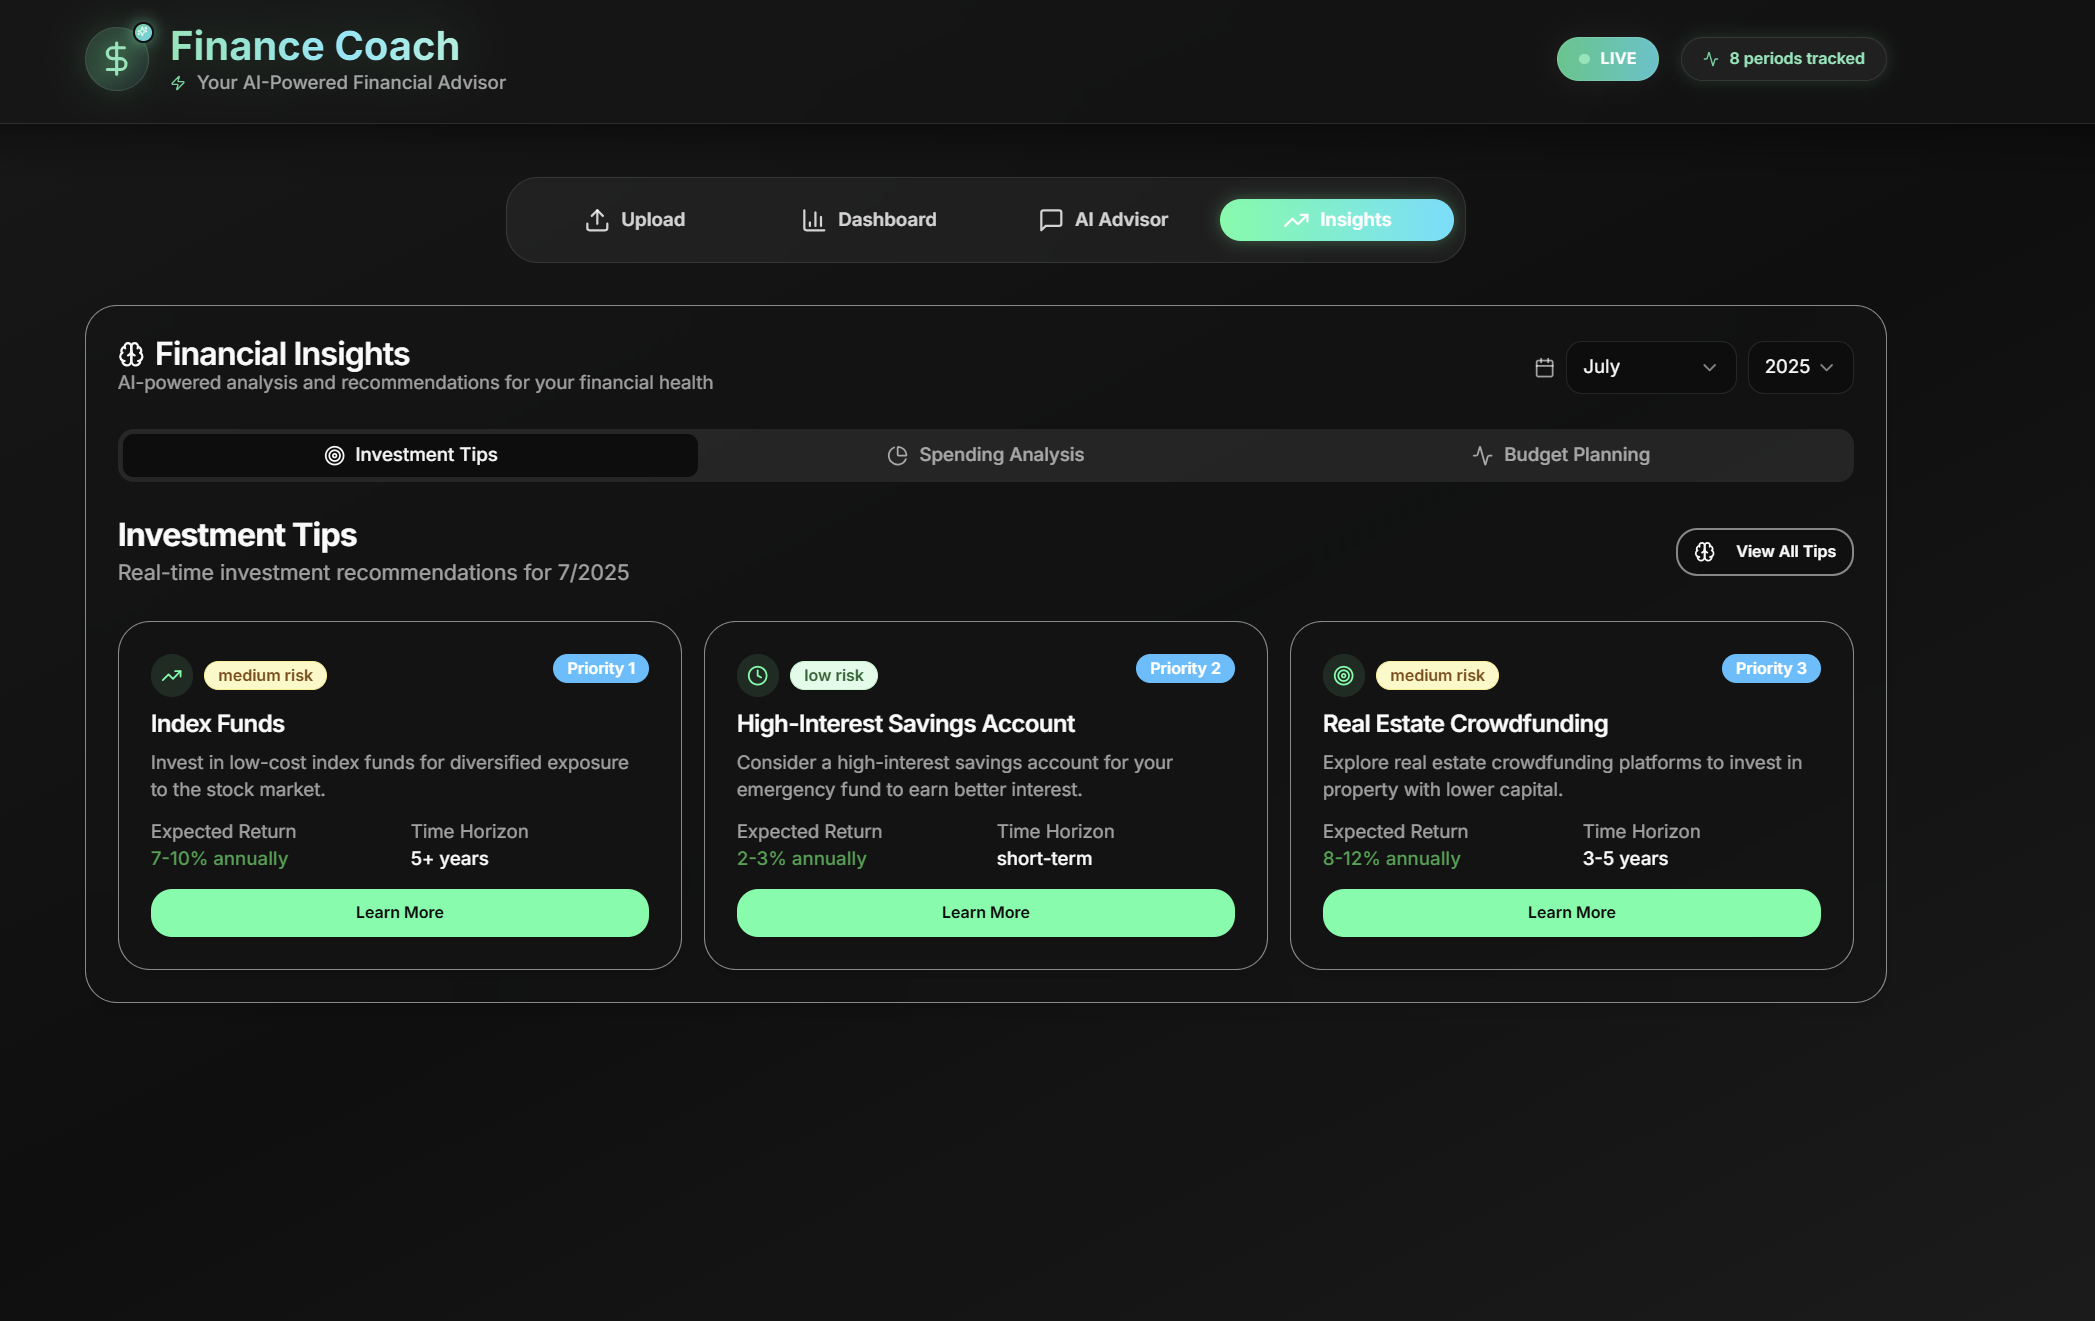 Finance Coach
Your AI-Powered Financial Advisor
LIVE
8 periods tracked
Upload
Dashboard
AI Advisor
Insights
Financial Insights
AI-powered analysis and recommendations for your financial health
July
2025
Investment Tips
Spending Analysis
Budget Planning
Investment Tips
Real-time investment recommendations for 7/2025
View All Tips
medium risk
Priority 1
Index Funds
Invest in low-cost index funds for diversified exposure
to the stock market.
Expected Return
Time Horizon
7-10% annually
5+ years
Learn More
low risk
Priority 2
High-Interest Savings Account
Consider a high-interest savings account for your
emergency fund to earn better interest.
Expected Return
Time Horizon
2-3% annually
short-term
Learn More
medium risk
Priority 3
Real Estate Crowdfunding
Explore real estate crowdfunding platforms to invest in
property with lower capital.
Expected Return
Time Horizon
8-12% annually
3-5 years
Learn More